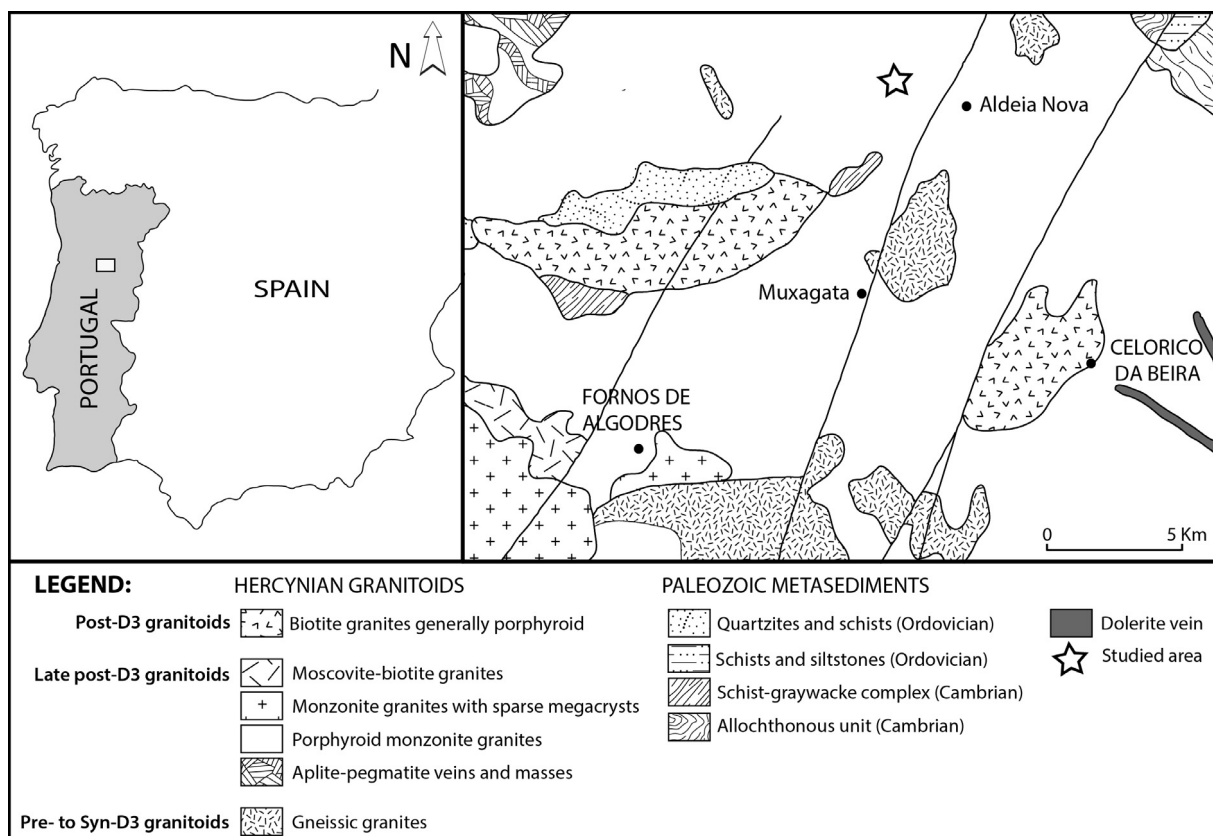 N
SPAIN
PORTUGAL
Aldeia Nova
Muxagata
CELORICO
DA BEIRA
FORNOS DE
ALGODRES
0 5 Km
LEGEND:
HERCYNIAN GRANITOIDS
Post-D3 granitoids
Biotite granites generally porphyroid
Late post-D3 granitoids
Moscovite-biotite granites
Monzonite granites with sparse megacrysts
Porphyroid monzonite granites
Aplite-pegmatite veins and masses
Pre- to Syn-D3 granitoids
Gneissic granites
PALEOZOIC METASEDIMENTS
Quartzites and schists (Ordovician)
Schists and siltstones (Ordovician)
Schist-graywacke complex (Cambrian)
Allochthonous unit (Cambrian)
Dolerite vein
Studied area